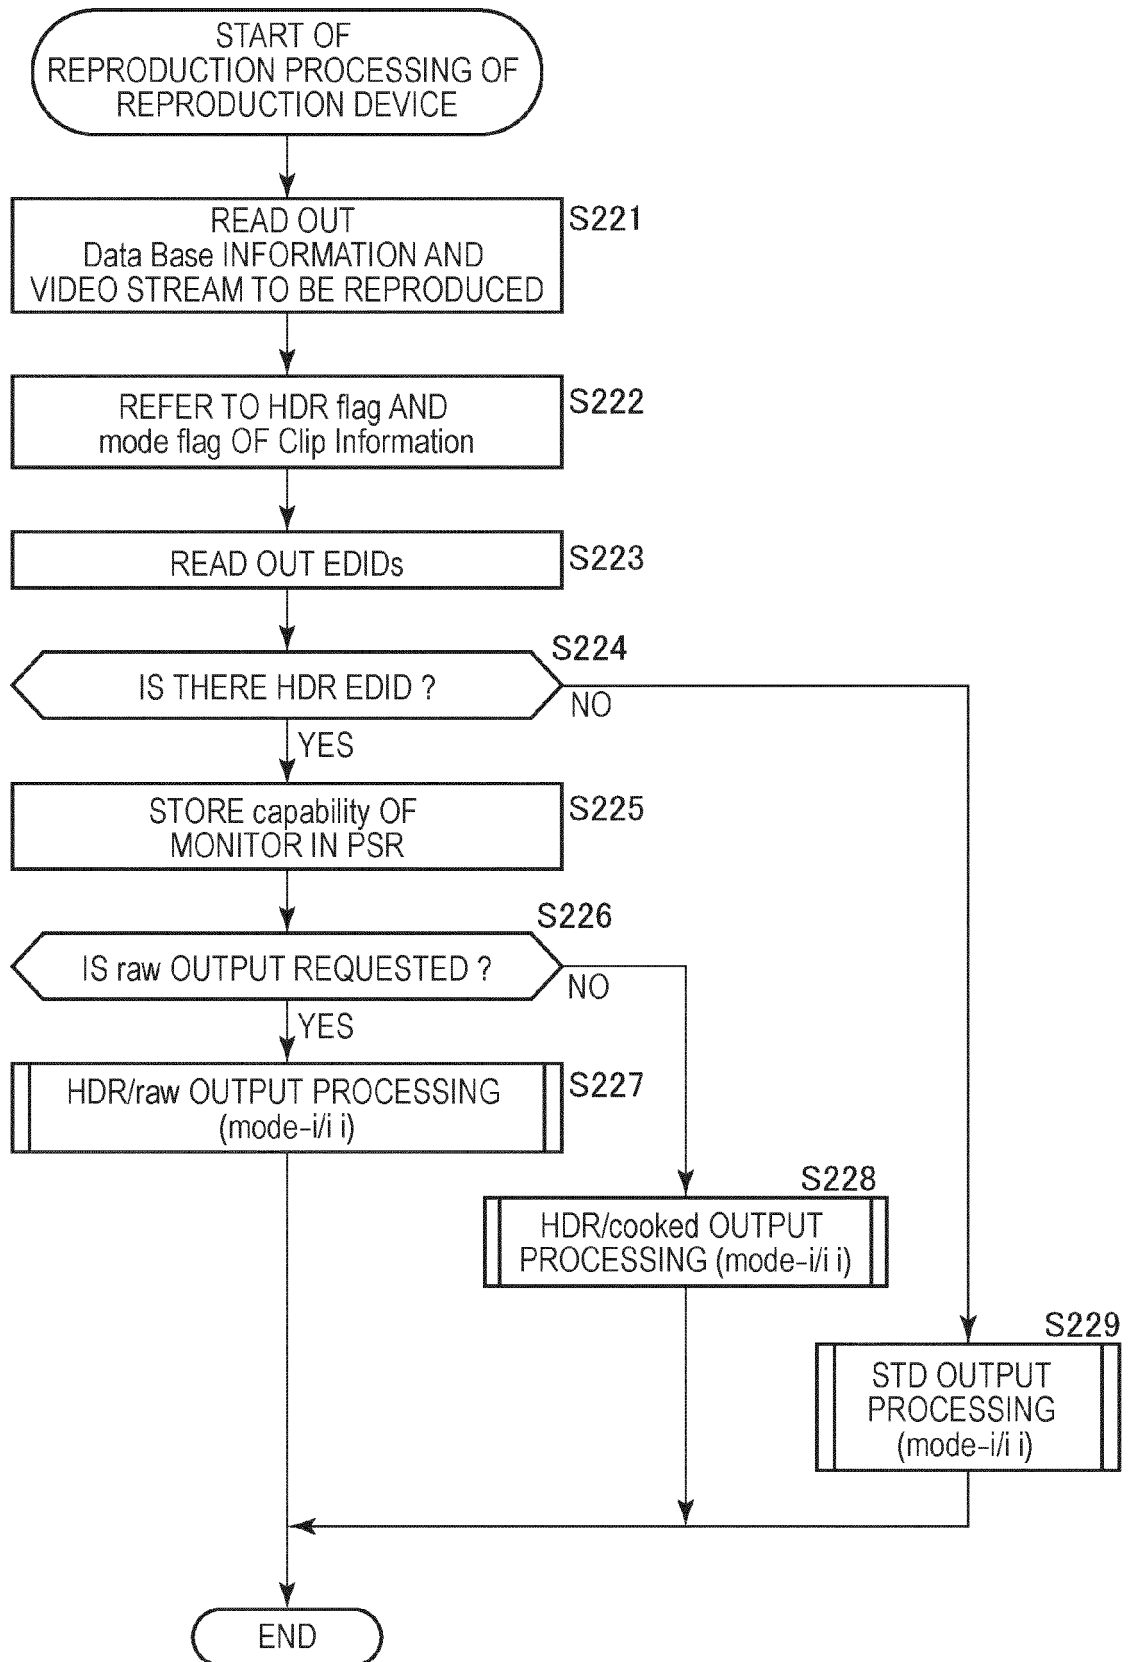 START OF
REPRODUCTION PROCESSING OF
REPRODUCTION DEVICE
READ OUT
Data Base INFORMATION AND
VIDEO STREAM TO BE REPRODUCED
S221
REFER TO HDR flag AND
mode flag OF Clip Information
S222
READ OUT EDIDs
S223
S224
IS THERE HDR EDID ?
NO
YES
STORE capability OF
MONITOR IN PSR
S225
S226
IS raw OUTPUT REQUESTED ?
NO
YES
HDR/raw OUTPUT PROCESSING
(mode-i/i i)
S227
S228
HDR/cooked OUTPUT
PROCESSING (mode-i/i i)
S229
STD OUTPUT
PROCESSING
(mode-i/i i)
END